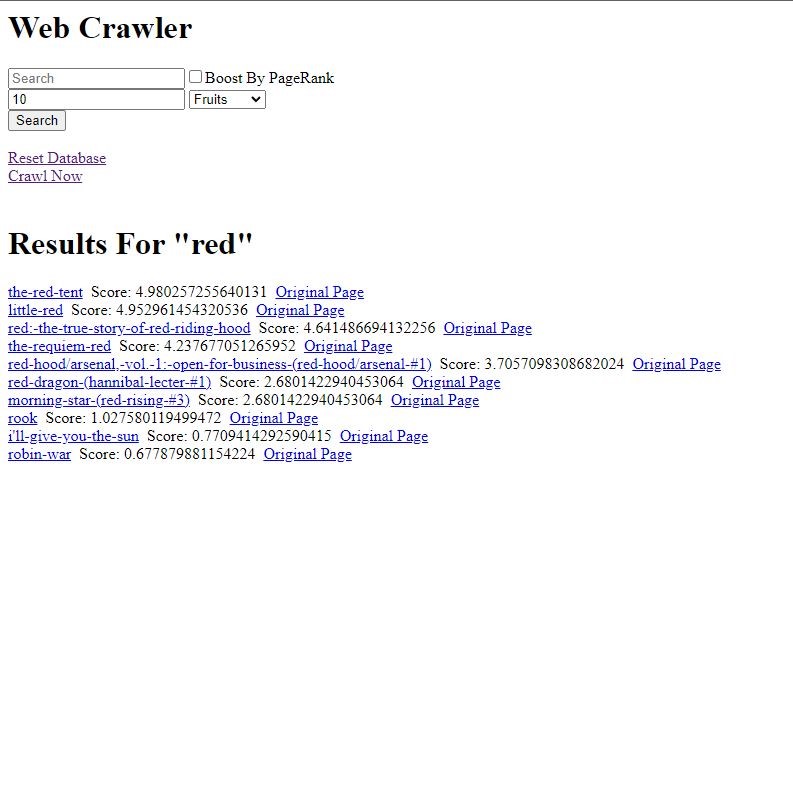 Web Crawler
Search Boost By PageRank
10 Fruits
Search
Reset Database
Crawl Now
Results For "red"
the-red-tent Score: 4.980257255640131 Original Page
little-red Score: 4.952961454320536 Original Page
red:-the-true-story-of-red-riding-hood Score: 4.641486694132256 Original Page
the-requiem-red Score: 4.237677051265952 Original Page
red-hood/arsenal,-vol.-1:-open-for-business-(red-hood/arsenal-#1) Score: 3.7057098308682024 Original Page
red-dragon-(hannibal-lecter-#1) Score: 2.6801422940453064 Original Page
morning-star-(red-rising-#3) Score: 2.6801422940453064 Original Page
rook Score: 1.027580119499472 Original Page
i'll-give-you-the-sun Score: 0.7709414292590415 Original Page
robin-war Score: 0.677879881154224 Original Page